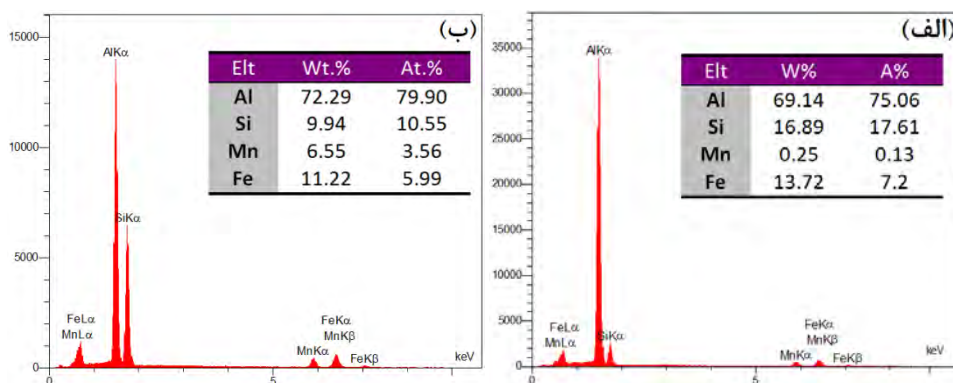 (الف)
35000
30000
25000
20000
15000
10000
5000
0
AlKα
FeLα
MnLα
SiKα
MnKα
FeKα
MnKβ
FeKβ
keV
0
5
Elt W% A%
Al 69.14 75.06
Si 16.89 17.61
Mn 0.25 0.13
Fe 13.72 7.2
(ب)
15000
10000
5000
0
AlKα
SiKα
FeLα
MnLα
MnKα
FeKα
MnKβ
FeKβ
keV
0
5
Elt Wt.% At.%
Al 72.29 79.90
Si 9.94 10.55
Mn 6.55 3.56
Fe 11.22 5.99